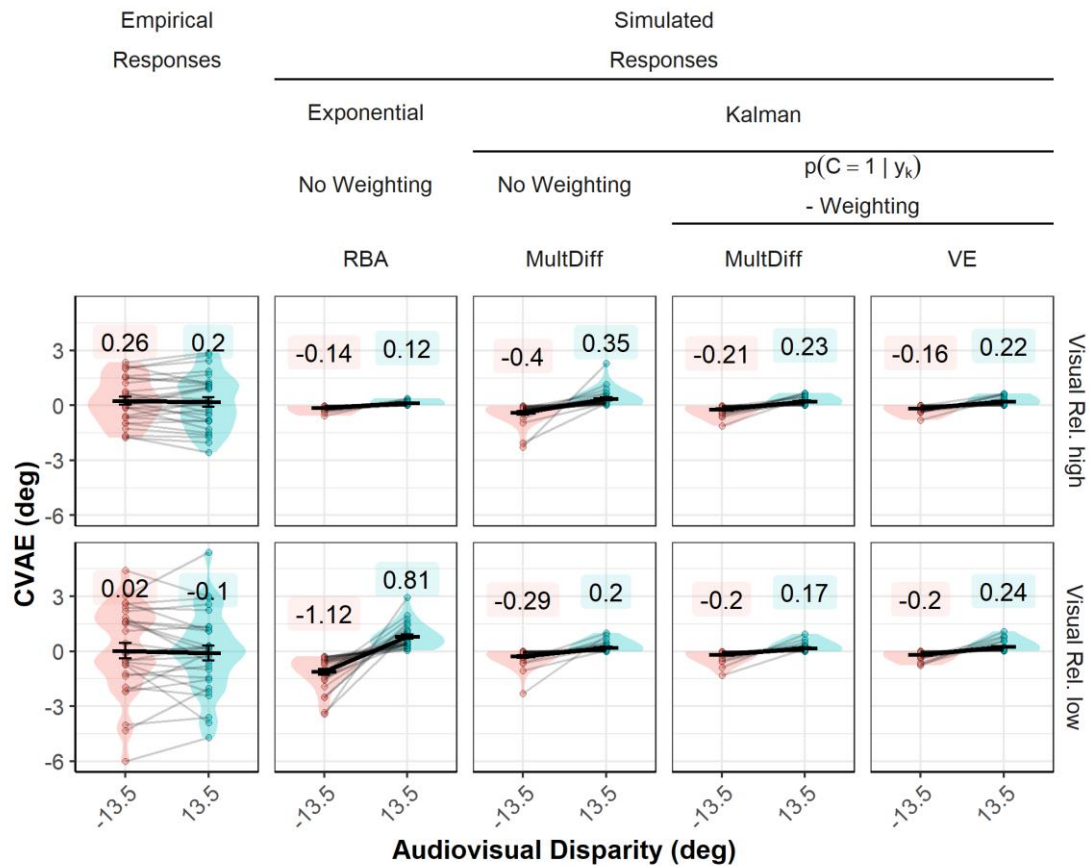 Empirical
Responses
Simulated
Responses
Exponential
Kalman
No Weighting
No Weighting
p(C = 1 | yₖ)
- Weighting
RBA
MultDiff
MultDiff
VE
0.26 0.2 -0.14 0.12 -0.4 0.35 -0.21 0.23 -0.16 0.22
3
0
-3
-6
Visual Rel. high
CVAE (deg)
0.02 -0.1 -1.12 0.81 -0.29 0.2 -0.2 0.17 -0.2 0.24
3
0
-3
-6
Visual Rel. low
-13.5 13.5 -13.5 13.5 -13.5 13.5 -13.5 13.5 -13.5 13.5
Audiovisual Disparity (deg)